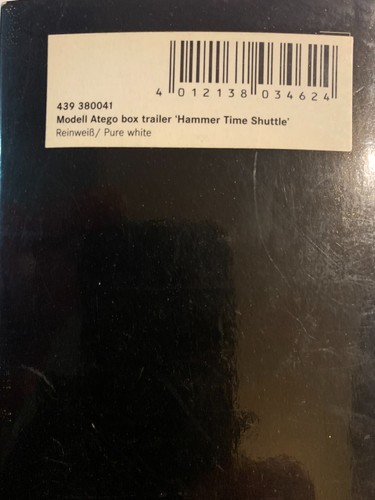 4 012138 034624
439 380041
Modell Atego box trailer 'Hammer Time Shuttle'
Reinweiß/ Pure white